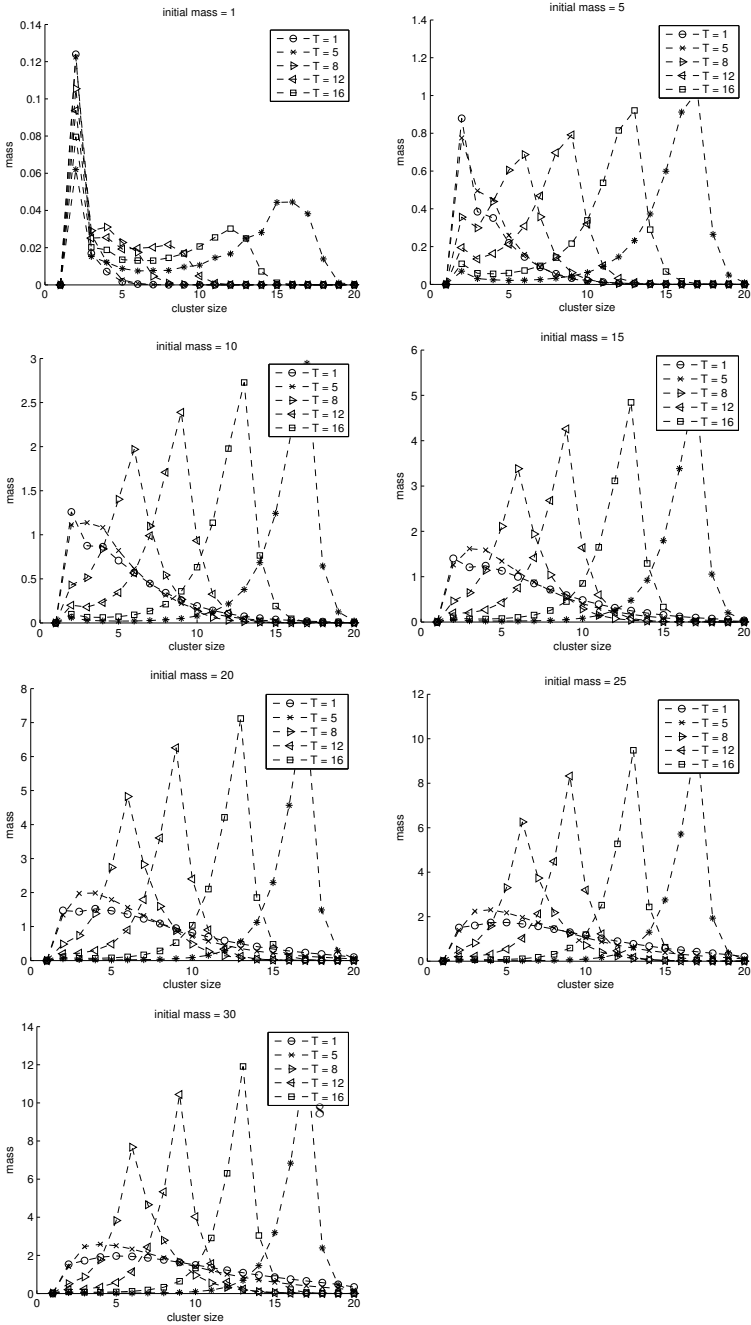 initial mass = 1
0.14
0.12
0.1
0.08
0.06
0.04
0.02
0
mass
0 5 10 15 20
cluster size
T = 1
T = 5
T = 8
T = 12
T = 16
initial mass = 5
1.4
1.2
1
0.8
0.6
0.4
0.2
0
mass
0 5 10 15 20
cluster size
T = 1
T = 5
T = 8
T = 12
T = 16
initial mass = 10
3
2.5
2
1.5
1
0.5
0
mass
0 5 10 15 20
cluster size
T = 1
T = 5
T = 8
T = 12
T = 16
initial mass = 15
6
5
4
3
2
1
0
mass
0 5 10 15 20
cluster size
T = 1
T = 5
T = 8
T = 12
T = 16
initial mass = 20
8
7
6
5
4
3
2
1
0
mass
0 5 10 15 20
cluster size
T = 1
T = 5
T = 8
T = 12
T = 16
initial mass = 25
12
10
8
6
4
2
0
mass
0 5 10 15 20
cluster size
T = 1
T = 5
T = 8
T = 12
T = 16
initial mass = 30
14
12
10
8
6
4
2
0
mass
0 5 10 15 20
cluster size
T = 1
T = 5
T = 8
T = 12
T = 16